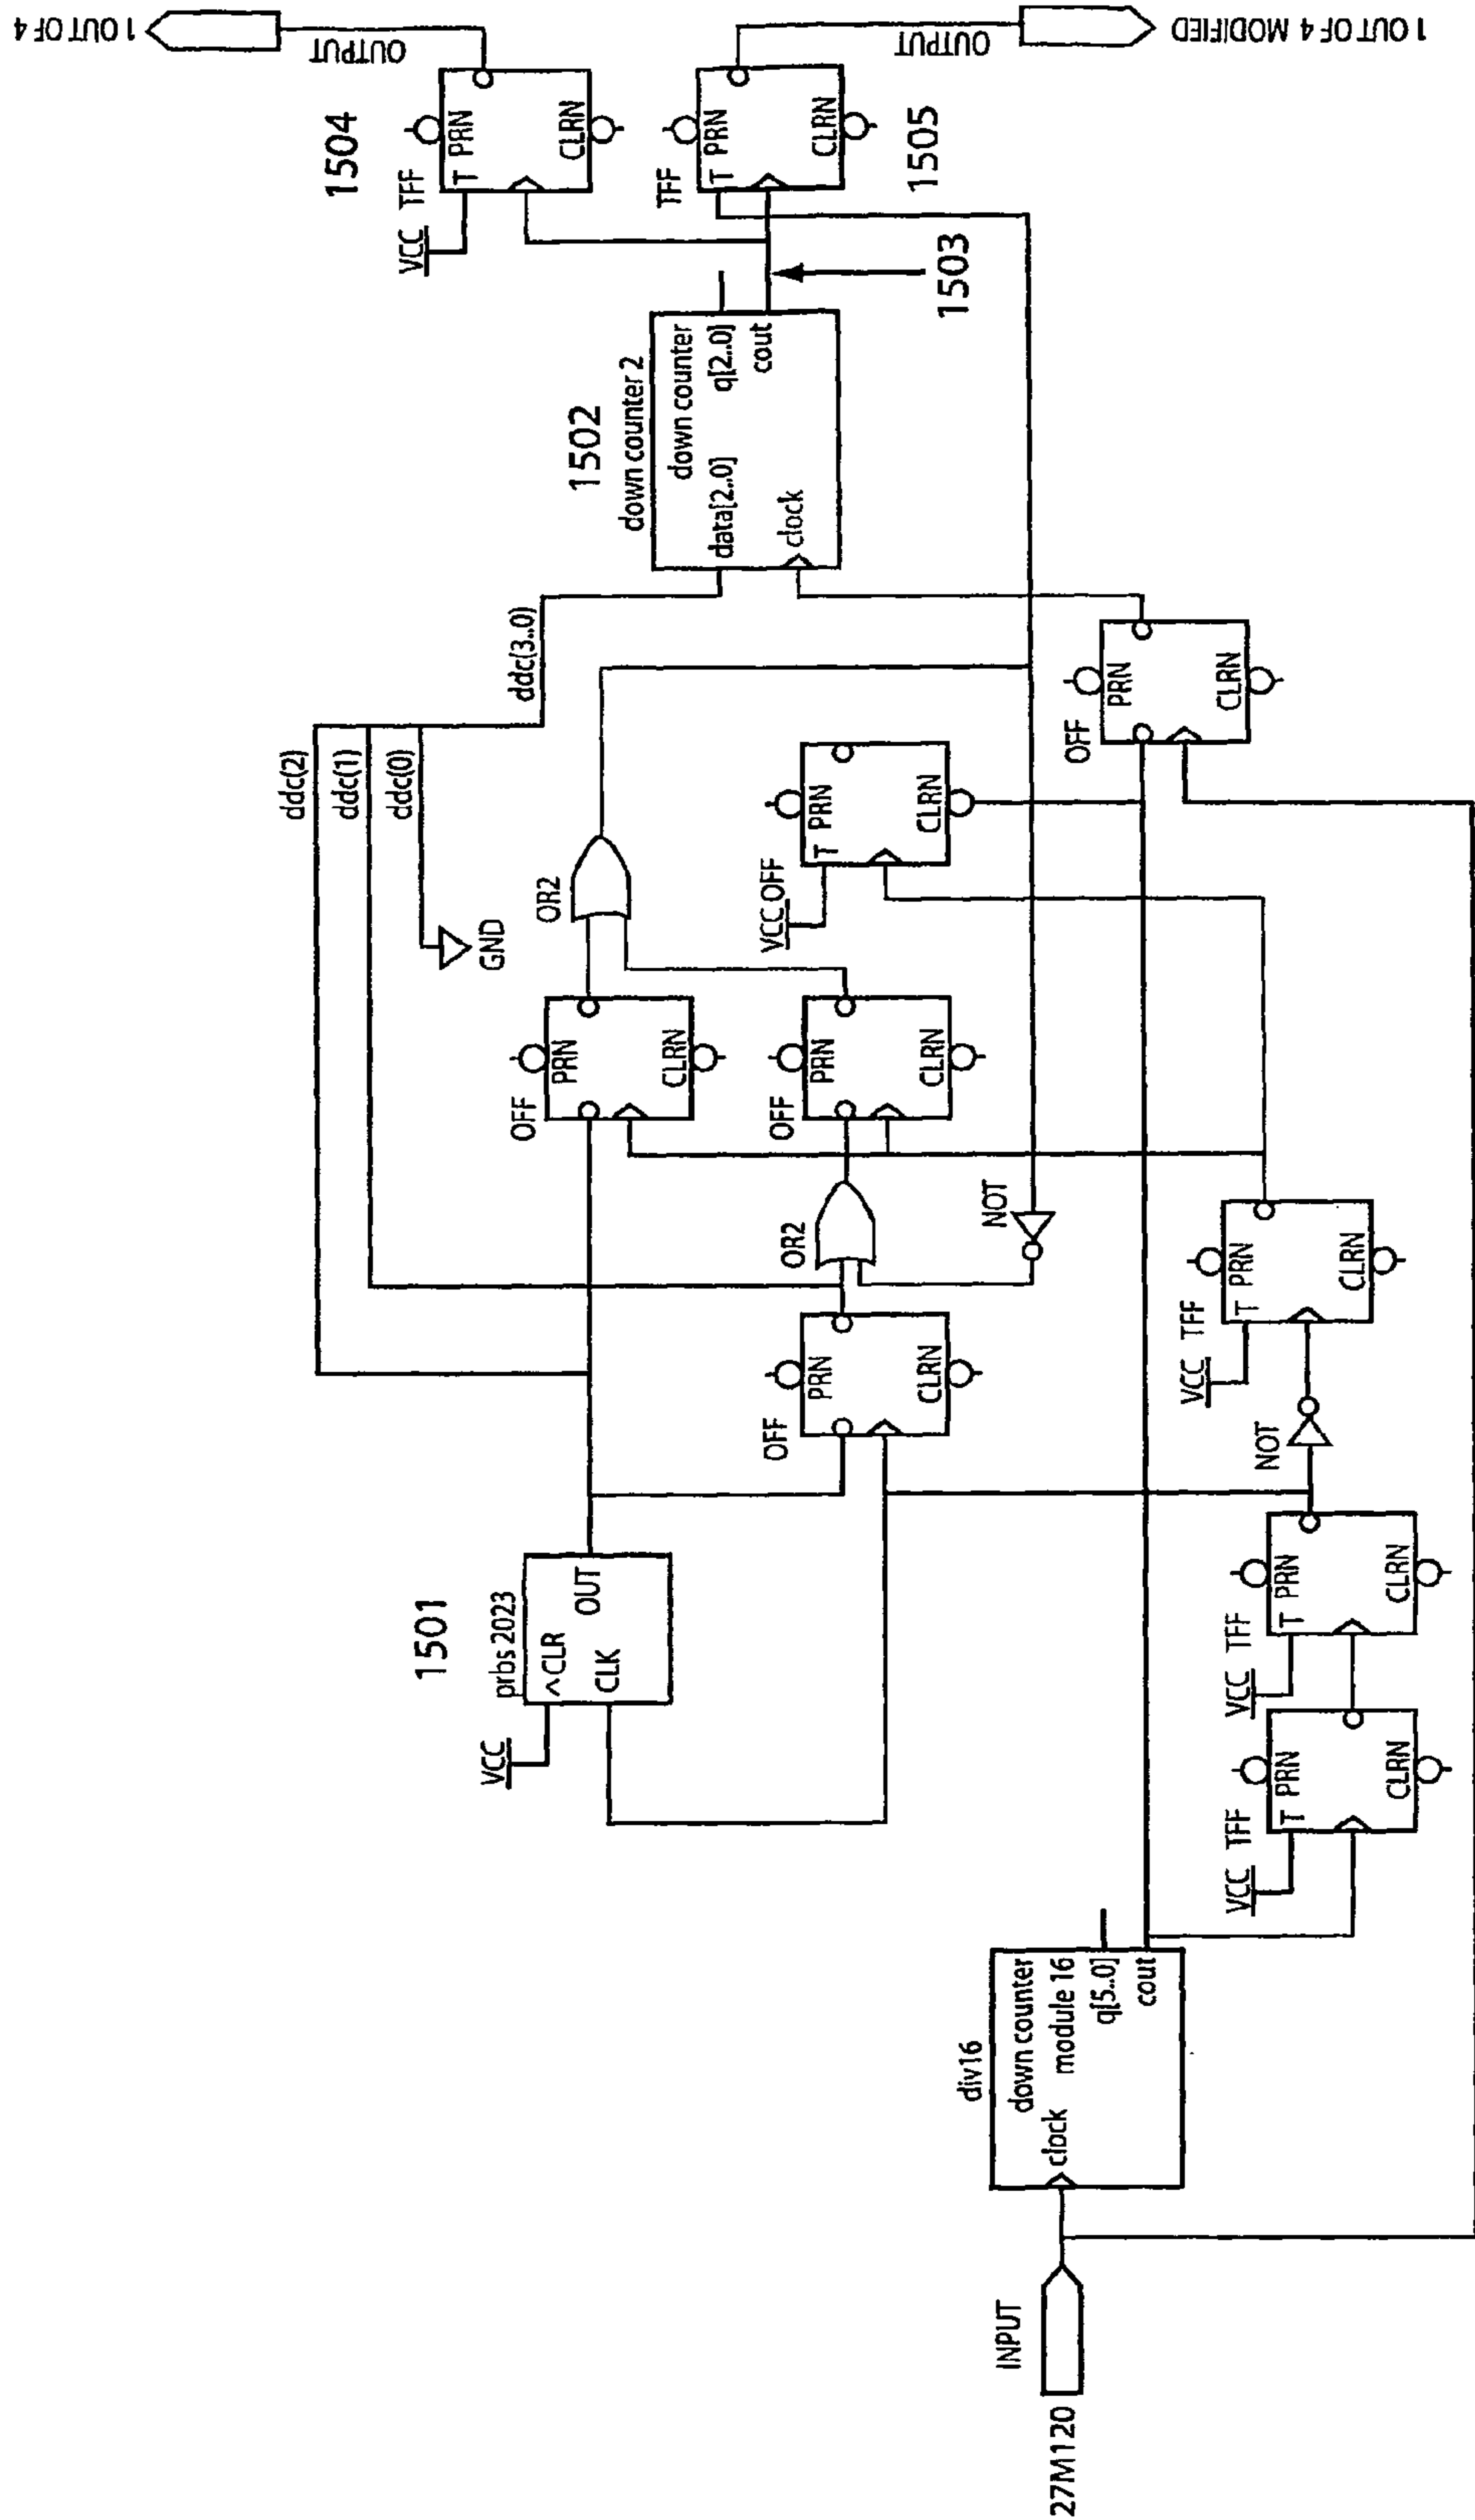 1 OUT OF 4
OUTPUT
1504
VCC TFF
T PRN
CLRN
OUTPUT
1 OUT OF 4 MODIFIED
TFF
T PRN
CLRN
1505
1503
1502
down counter 2
down counter
data[2..0] q[2..0]
cout
clock
ddc(3..0)
ddc(2)
ddc(1)
ddc(0)
GND
OR2
OFF
PRN
CLRN
VCC OFF
T PRN
CLRN
OFF
PRN
CLRN
OFF
PRN
CLRN
OR2
NOT
OFF
PRN
CLRN
1501
prbs 2023
VCC
^CLR
OUT
CLK
VCC TFF
T PRN
CLRN
NOT
VCC TFF
T PRN
CLRN
VCC TFF
T PRN
CLRN
div16
down counter
clock module 16
q[5..0]
cout
INPUT
27M120